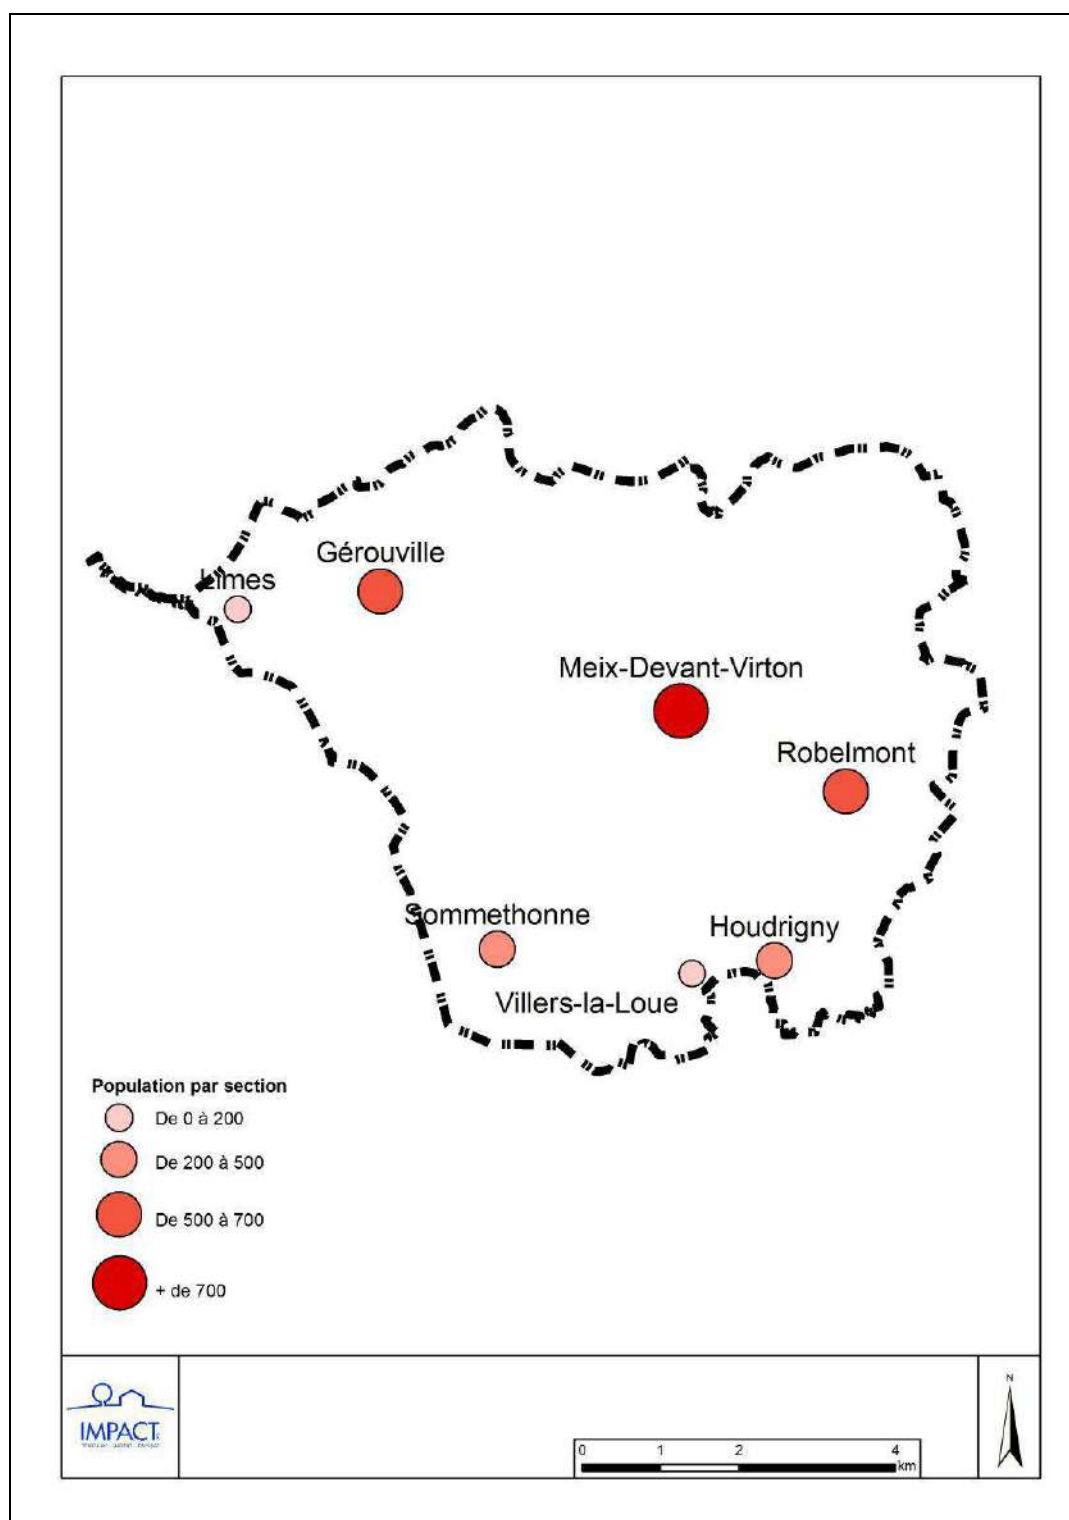 Gérouville
Limes
Meix-Devant-Virton
Robelmont
Sommethonne
Houdrigny
Villers-la-Loue
Population par section
De 0 à 200
De 200 à 500
De 500 à 700
+ de 700
IMPACT
N
0 1 2 4
km